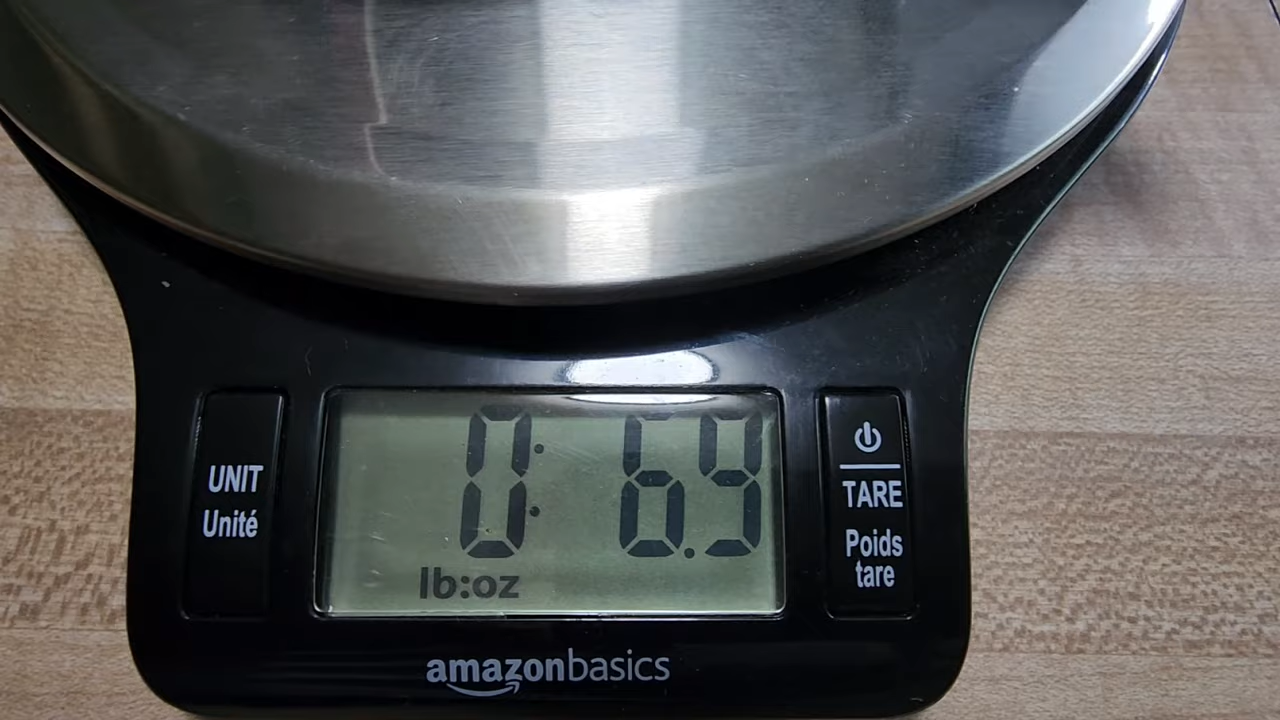 0: 6.9
lb:oz
UNIT
Unité
TARE
Poids
tare
amazonbasics